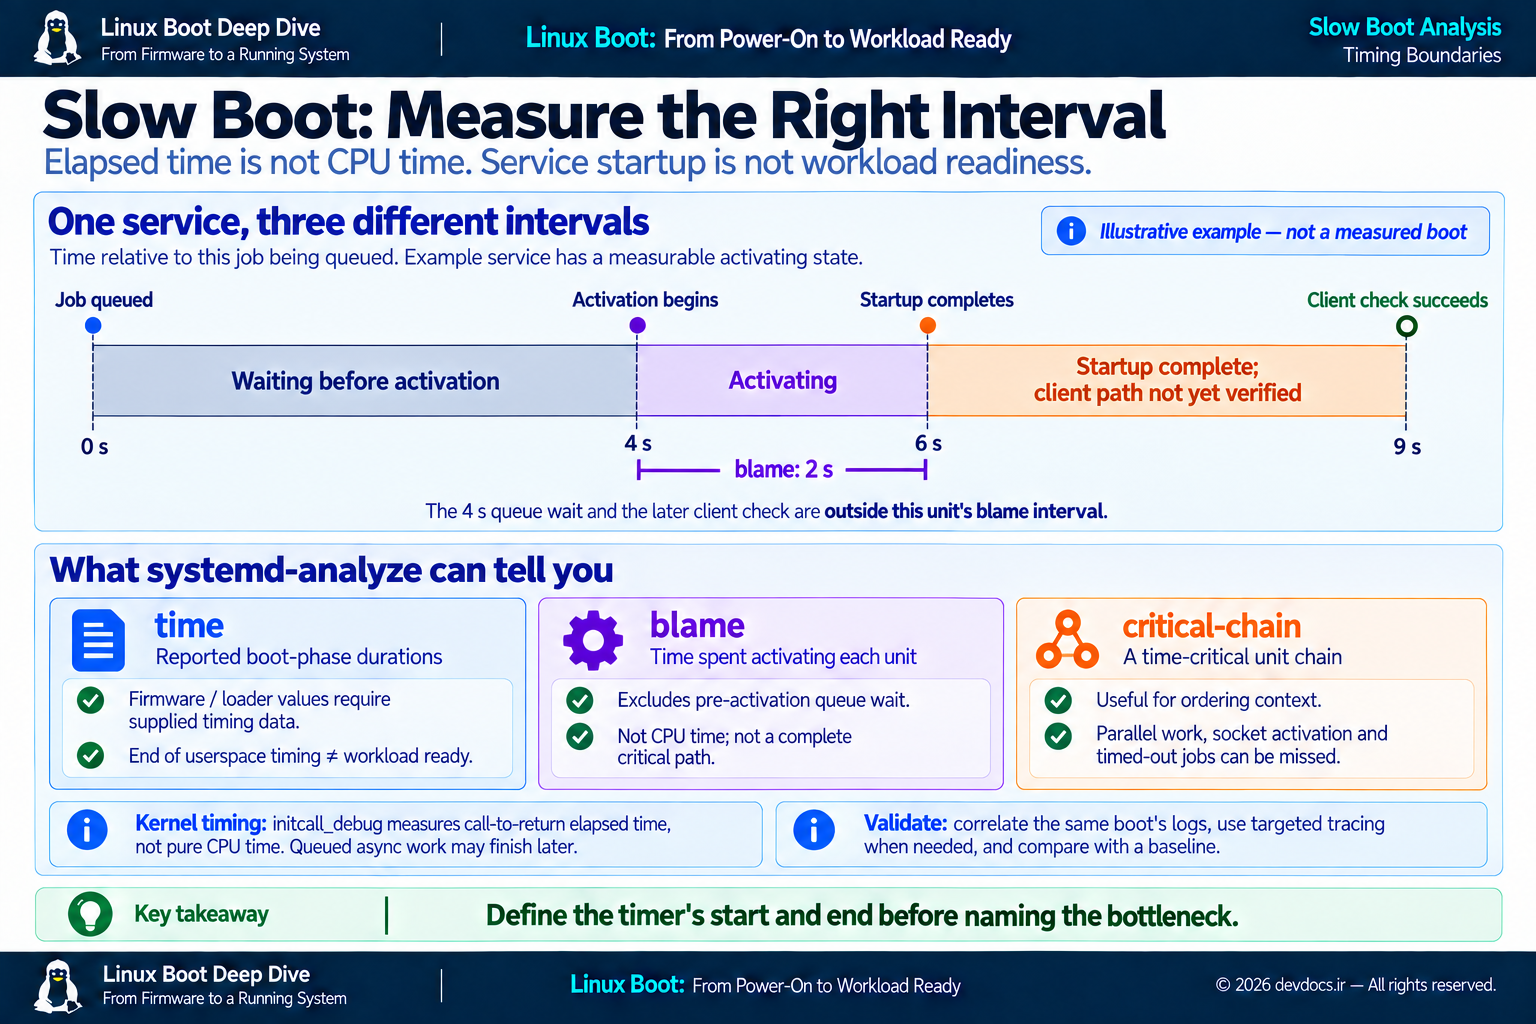 Linux Boot Deep Dive
From Firmware to a Running System
Linux Boot: From Power-On to Workload Ready
Slow Boot Analysis
Timing Boundaries
Slow Boot: Measure the Right Interval
Elapsed time is not CPU time. Service startup is not workload readiness.
One service, three different intervals
Time relative to this job being queued. Example service has a measurable activating state.
Illustrative example — not a measured boot
Job queued
Activation begins
Startup completes
Client check succeeds
Waiting before activation
Activating
Startup complete;
client path not yet verified
0 s
4 s
6 s
9 s
blame: 2 s
The 4 s queue wait and the later client check are outside this unit's blame interval.
What systemd-analyze can tell you
time
Reported boot-phase durations
Firmware / loader values require
supplied timing data.
End of userspace timing ≠ workload ready.
blame
Time spent activating each unit
Excludes pre-activation queue wait.
Not CPU time; not a complete
critical path.
critical-chain
A time-critical unit chain
Useful for ordering context.
Parallel work, socket activation and
timed-out jobs can be missed.
Kernel timing: initcall_debug measures call-to-return elapsed time,
not pure CPU time. Queued async work may finish later.
Validate: correlate the same boot's logs, use targeted tracing
when needed, and compare with a baseline.
Key takeaway
Define the timer's start and end before naming the bottleneck.
Linux Boot Deep Dive
From Firmware to a Running System
Linux Boot: From Power-On to Workload Ready
© 2026 devdocs.ir — All rights reserved.